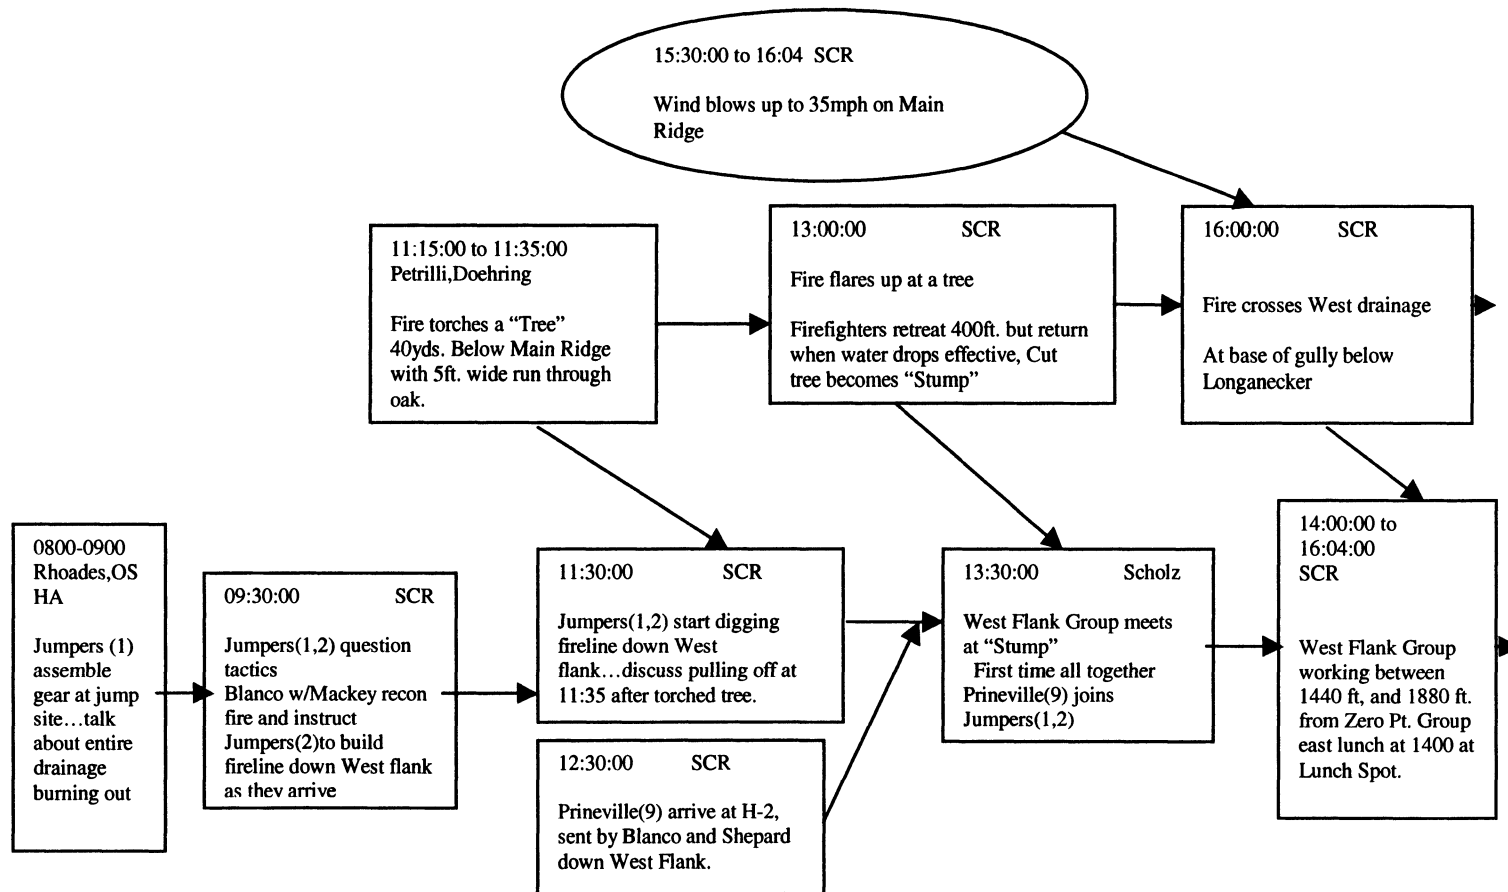 15:30:00 to 16:04 SCR
Wind blows up to 35mph on Main
Ridge
11:15:00 to 11:35:00
Petrilli,Doehring
Fire torches a “Tree”
40yds. Below Main Ridge
with 5ft. wide run through
oak.
13:00:00 SCR
Fire flares up at a tree
Firefighters retreat 400ft. but return
when water drops effective, Cut
tree becomes “Stump”
16:00:00 SCR
Fire crosses West drainage
At base of gully below
Longanecker
0800-0900
Rhoades,OS
HA
Jumpers (1)
assemble
gear at jump
site…talk
about entire
drainage
burning out
09:30:00 SCR
Jumpers(1,2) question
tactics
Blanco w/Mackey recon
fire and instruct
Jumpers(2)to build
fireline down West flank
as they arrive
11:30:00 SCR
Jumpers(1,2) start digging
fireline down West
flank…discuss pulling off at
11:35 after torched tree.
12:30:00 SCR
Prineville(9) arrive at H-2,
sent by Blanco and Shepard
down West Flank.
13:30:00 Scholz
West Flank Group meets
at “Stump”
First time all together
Prineville(9) joins
Jumpers(1,2)
14:00:00 to
16:04:00
SCR
West Flank Group
working between
1440 ft, and 1880 ft.
from Zero Pt. Group
east lunch at 1400 at
Lunch Spot.